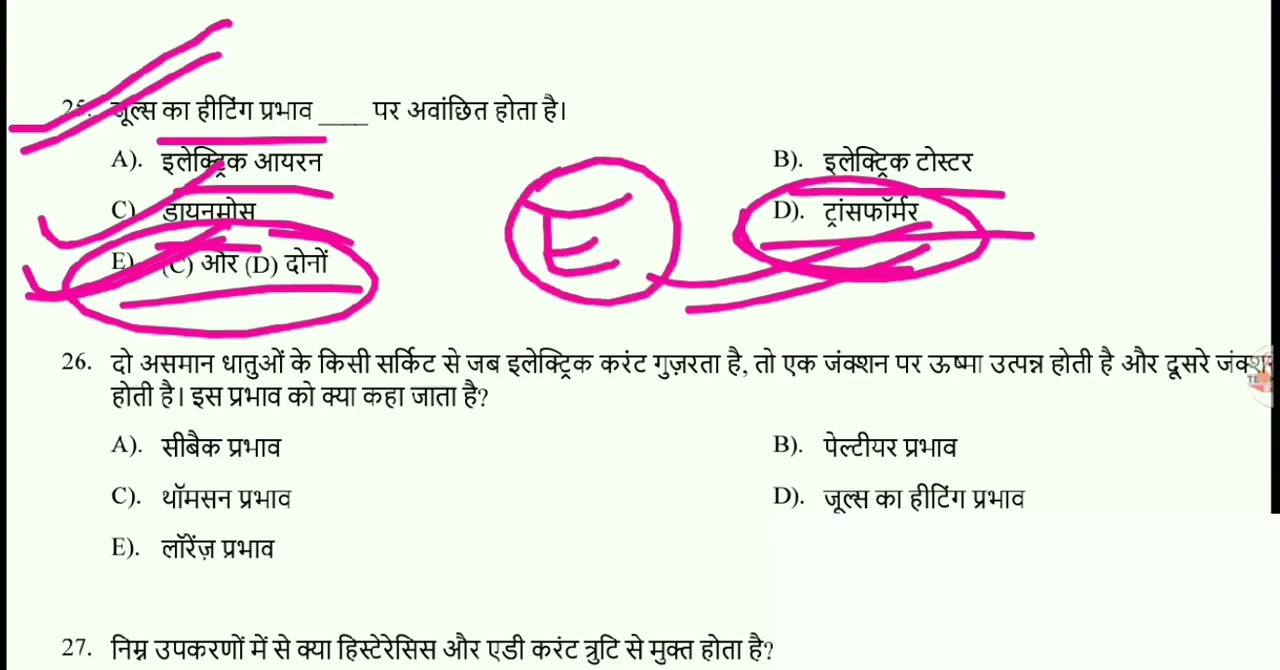 25. जूल्स का हीटिंग प्रभाव ____ पर अवांछित होता है।
A). इलेक्ट्रिक आयरन B). इलेक्ट्रिक टोस्टर
C). डायनमोस D). ट्रांसफॉर्मर
E). (C) ओर (D) दोनों
E
26. दो असमान धातुओं के किसी सर्किट से जब इलेक्ट्रिक करंट गुज़रता है, तो एक जंक्शन पर ऊष्मा उत्पन्न होती है और दूसरे
होती है। इस प्रभाव को क्या कहा जाता है?
A). सीबैक प्रभाव B). पेल्टीयर प्रभाव
C). थॉमसन प्रभाव D). जूल्स का हीटिंग प्रभाव
E). लॉरेंज़ प्रभाव
27. निम्न उपकरणों में से क्या हिस्टेरेसिस और एडी करंट त्रुटि से मुक्त होता है?